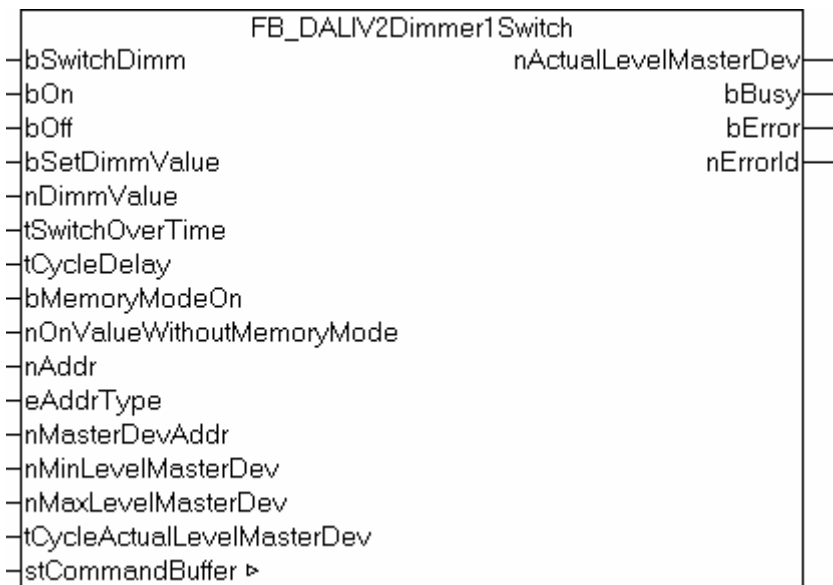 FB_DALIV2Dimmer1Switch
bSwitchDimm nActualLevelMasterDev
bOn bBusy
bOff bError
bSetDimmValue nErrorId
nDimmValue
tSwitchOverTime
tCycleDelay
bMemoryModeOn
nOnValueWithoutMemoryMode
nAddr
eAddrType
nMasterDevAddr
nMinLevelMasterDev
nMaxLevelMasterDev
tCycleActualLevelMasterDev
stCommandBuffer ▹